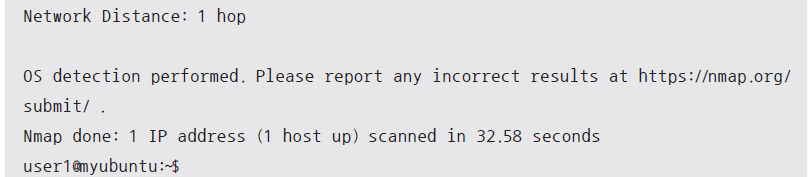 Network Distance: 1 hop
OS detection performed. Please report any incorrect results at https://nmap.org/
submit/ .
Nmap done: 1 IP address (1 host up) scanned in 32.58 seconds
user1@myubuntu:~$